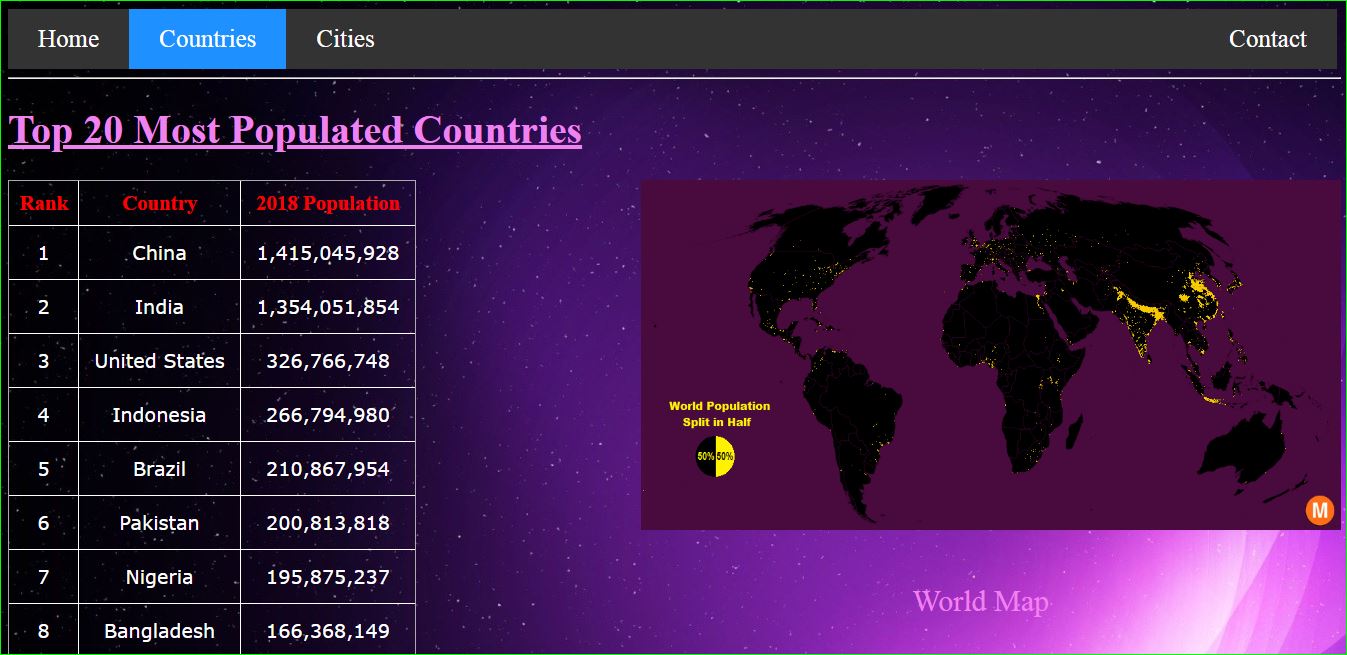 Home Countries Cities Contact
Top 20 Most Populated Countries
Rank Country 2018 Population
1 China 1,415,045,928
2 India 1,354,051,854
3 United States 326,766,748
4 Indonesia 266,794,980
5 Brazil 210,867,954
6 Pakistan 200,813,818
7 Nigeria 195,875,237
8 Bangladesh 166,368,149
World Population
Split in Half
50% 50%
M
World Map